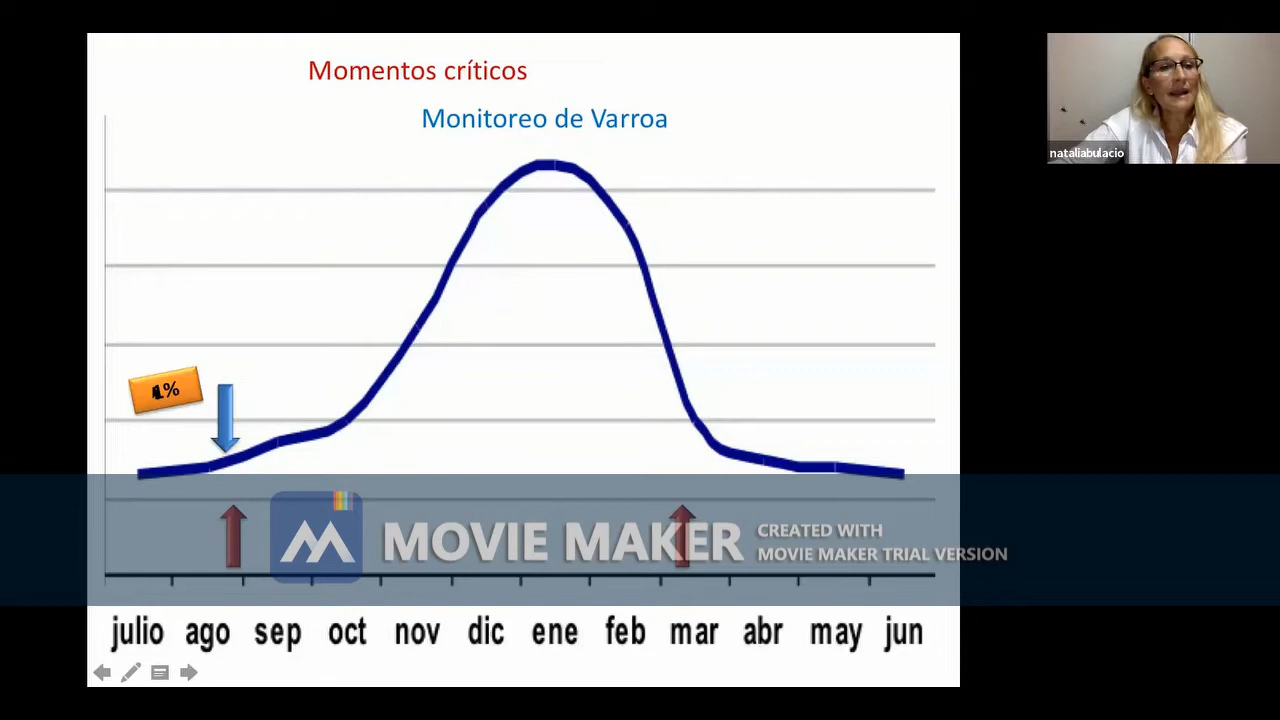 Momentos críticos
Monitoreo de Varroa
nataliabulacio
MOVIE MAKER
CREATED WITH
MOVIE MAKER TRIAL VERSION
julio ago sep oct nov dic ene feb mar abr may jun